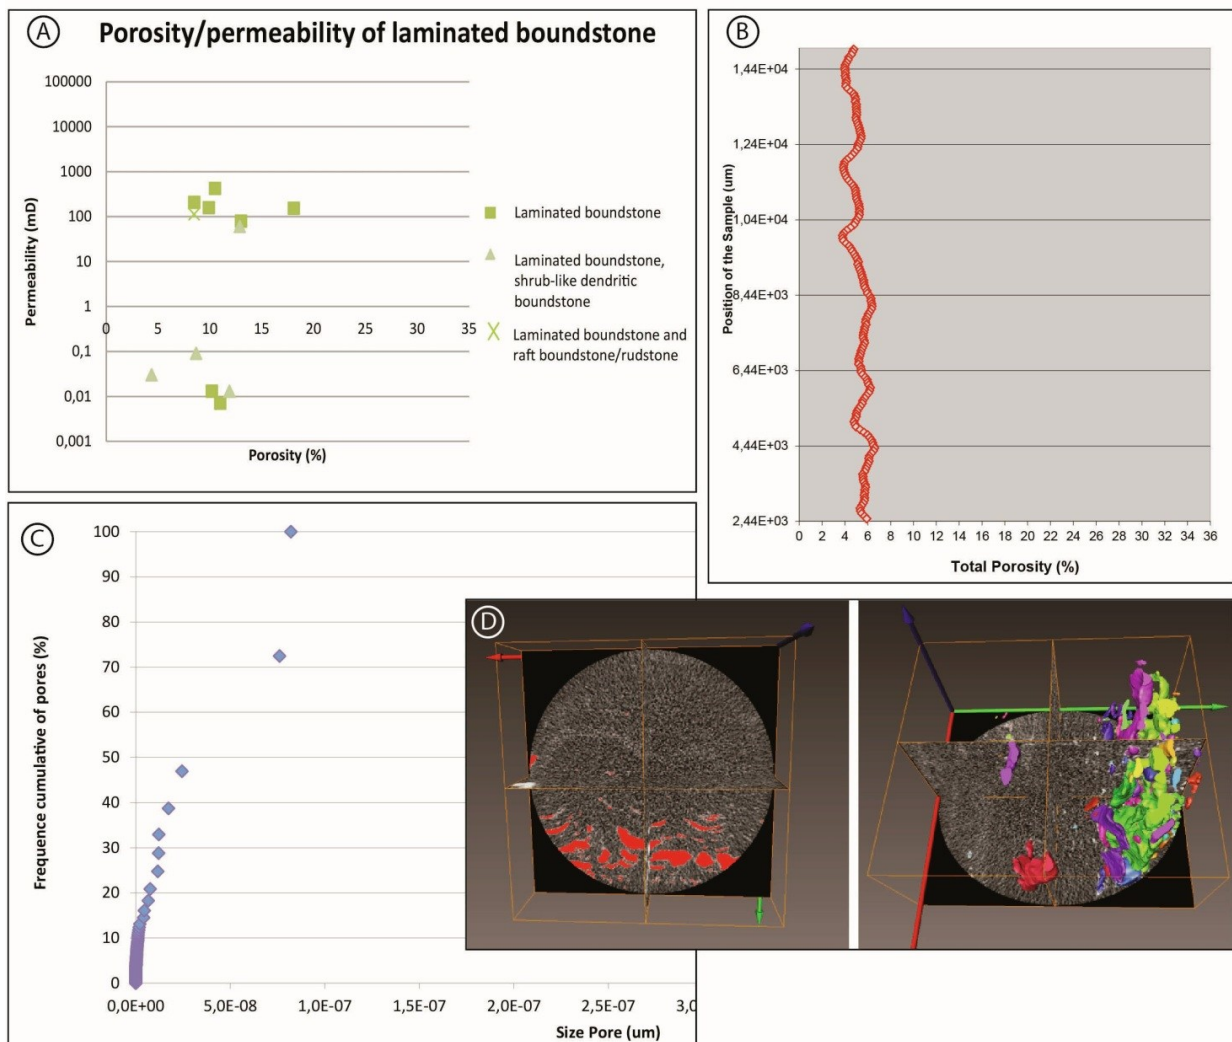 A
Porosity/permeability of laminated boundstone
100000
10000
1000
100
10
1
0,1
0,01
0,001
0
5
10
15
20
25
30
35
Permeability (mD)
Porosity (%)
Laminated boundstone
Laminated boundstone,
shrub-like dendritic
boundstone
Laminated boundstone and
raft boundstone/rudstone
B
1,44E+04
1,24E+04
1,04E+04
8,44E+03
6,44E+03
4,44E+03
2,44E+03
Position of the Sample (um)
0 2 4 6 8 10 12 14 16 18 20 22 24 26 28 30 32 34 36
Total Porosity (%)
C
100
90
80
70
60
50
40
30
20
10
0
Frequence cumulative of pores (%)
0,0E+00 5,0E-08 1,0E-07 1,5E-07 2,0E-07 2,5E-07 3,0
Size Pore (um)
D